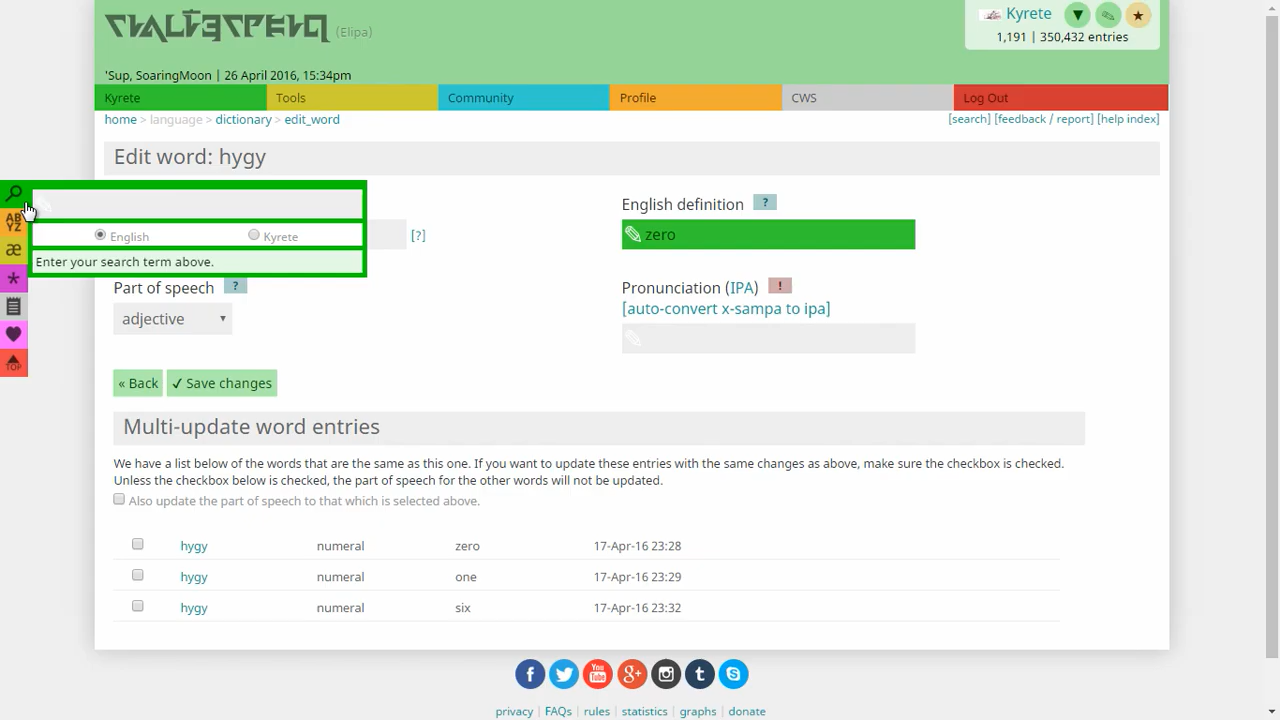 (Elipa)
Kyrete
1,191 | 350,432 entries
'Sup, SoaringMoon | 26 April 2016, 15:34pm
Kyrete Tools Community Profile CWS Log Out
home > language > dictionary > edit_word [search] [feedback / report] [help index]
Edit word: hygy
English definition ?
zero
English Kyrete
[?]
Enter your search term above.
AB
YZ
æ
*
TOP
Part of speech ?
Pronunciation (IPA) !
[auto-convert x-sampa to ipa]
adjective
« Back ✓ Save changes
Multi-update word entries
We have a list below of the words that are the same as this one. If you want to update these entries with the same changes as above, make sure the checkbox is checked.
Unless the checkbox below is checked, the part of speech for the other words will not be updated.
Also update the part of speech to that which is selected above.
hygy numeral zero 17-Apr-16 23:28
hygy numeral one 17-Apr-16 23:29
hygy numeral six 17-Apr-16 23:32
privacy | FAQs | rules | statistics | graphs | donate